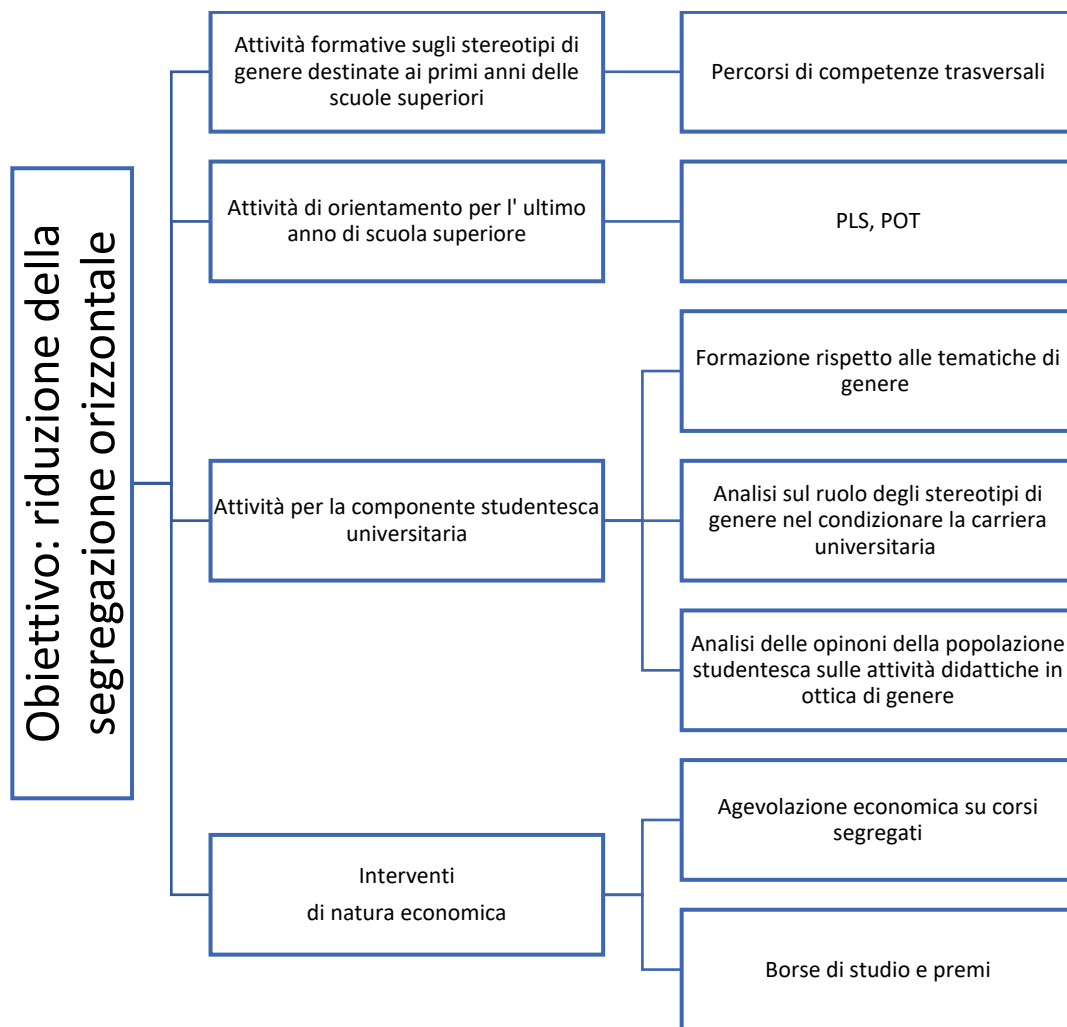 Obiettivo: riduzione della
segregazione orizzontale
Attività formative sugli stereotipi di
genere destinate ai primi anni delle
scuole superiori
Percorsi di competenze trasversali
Attività di orientamento per l' ultimo
anno di scuola superiore
PLS, POT
Attività per la componente studentesca
universitaria
Formazione rispetto alle tematiche di
genere
Analisi sul ruolo degli stereotipi di
genere nel condizionare la carriera
universitaria
Analisi delle opinoni della popolazione
studentesca sulle attività didattiche in
ottica di genere
Interventi
di natura economica
Agevolazione economica su corsi
segregati
Borse di studio e premi